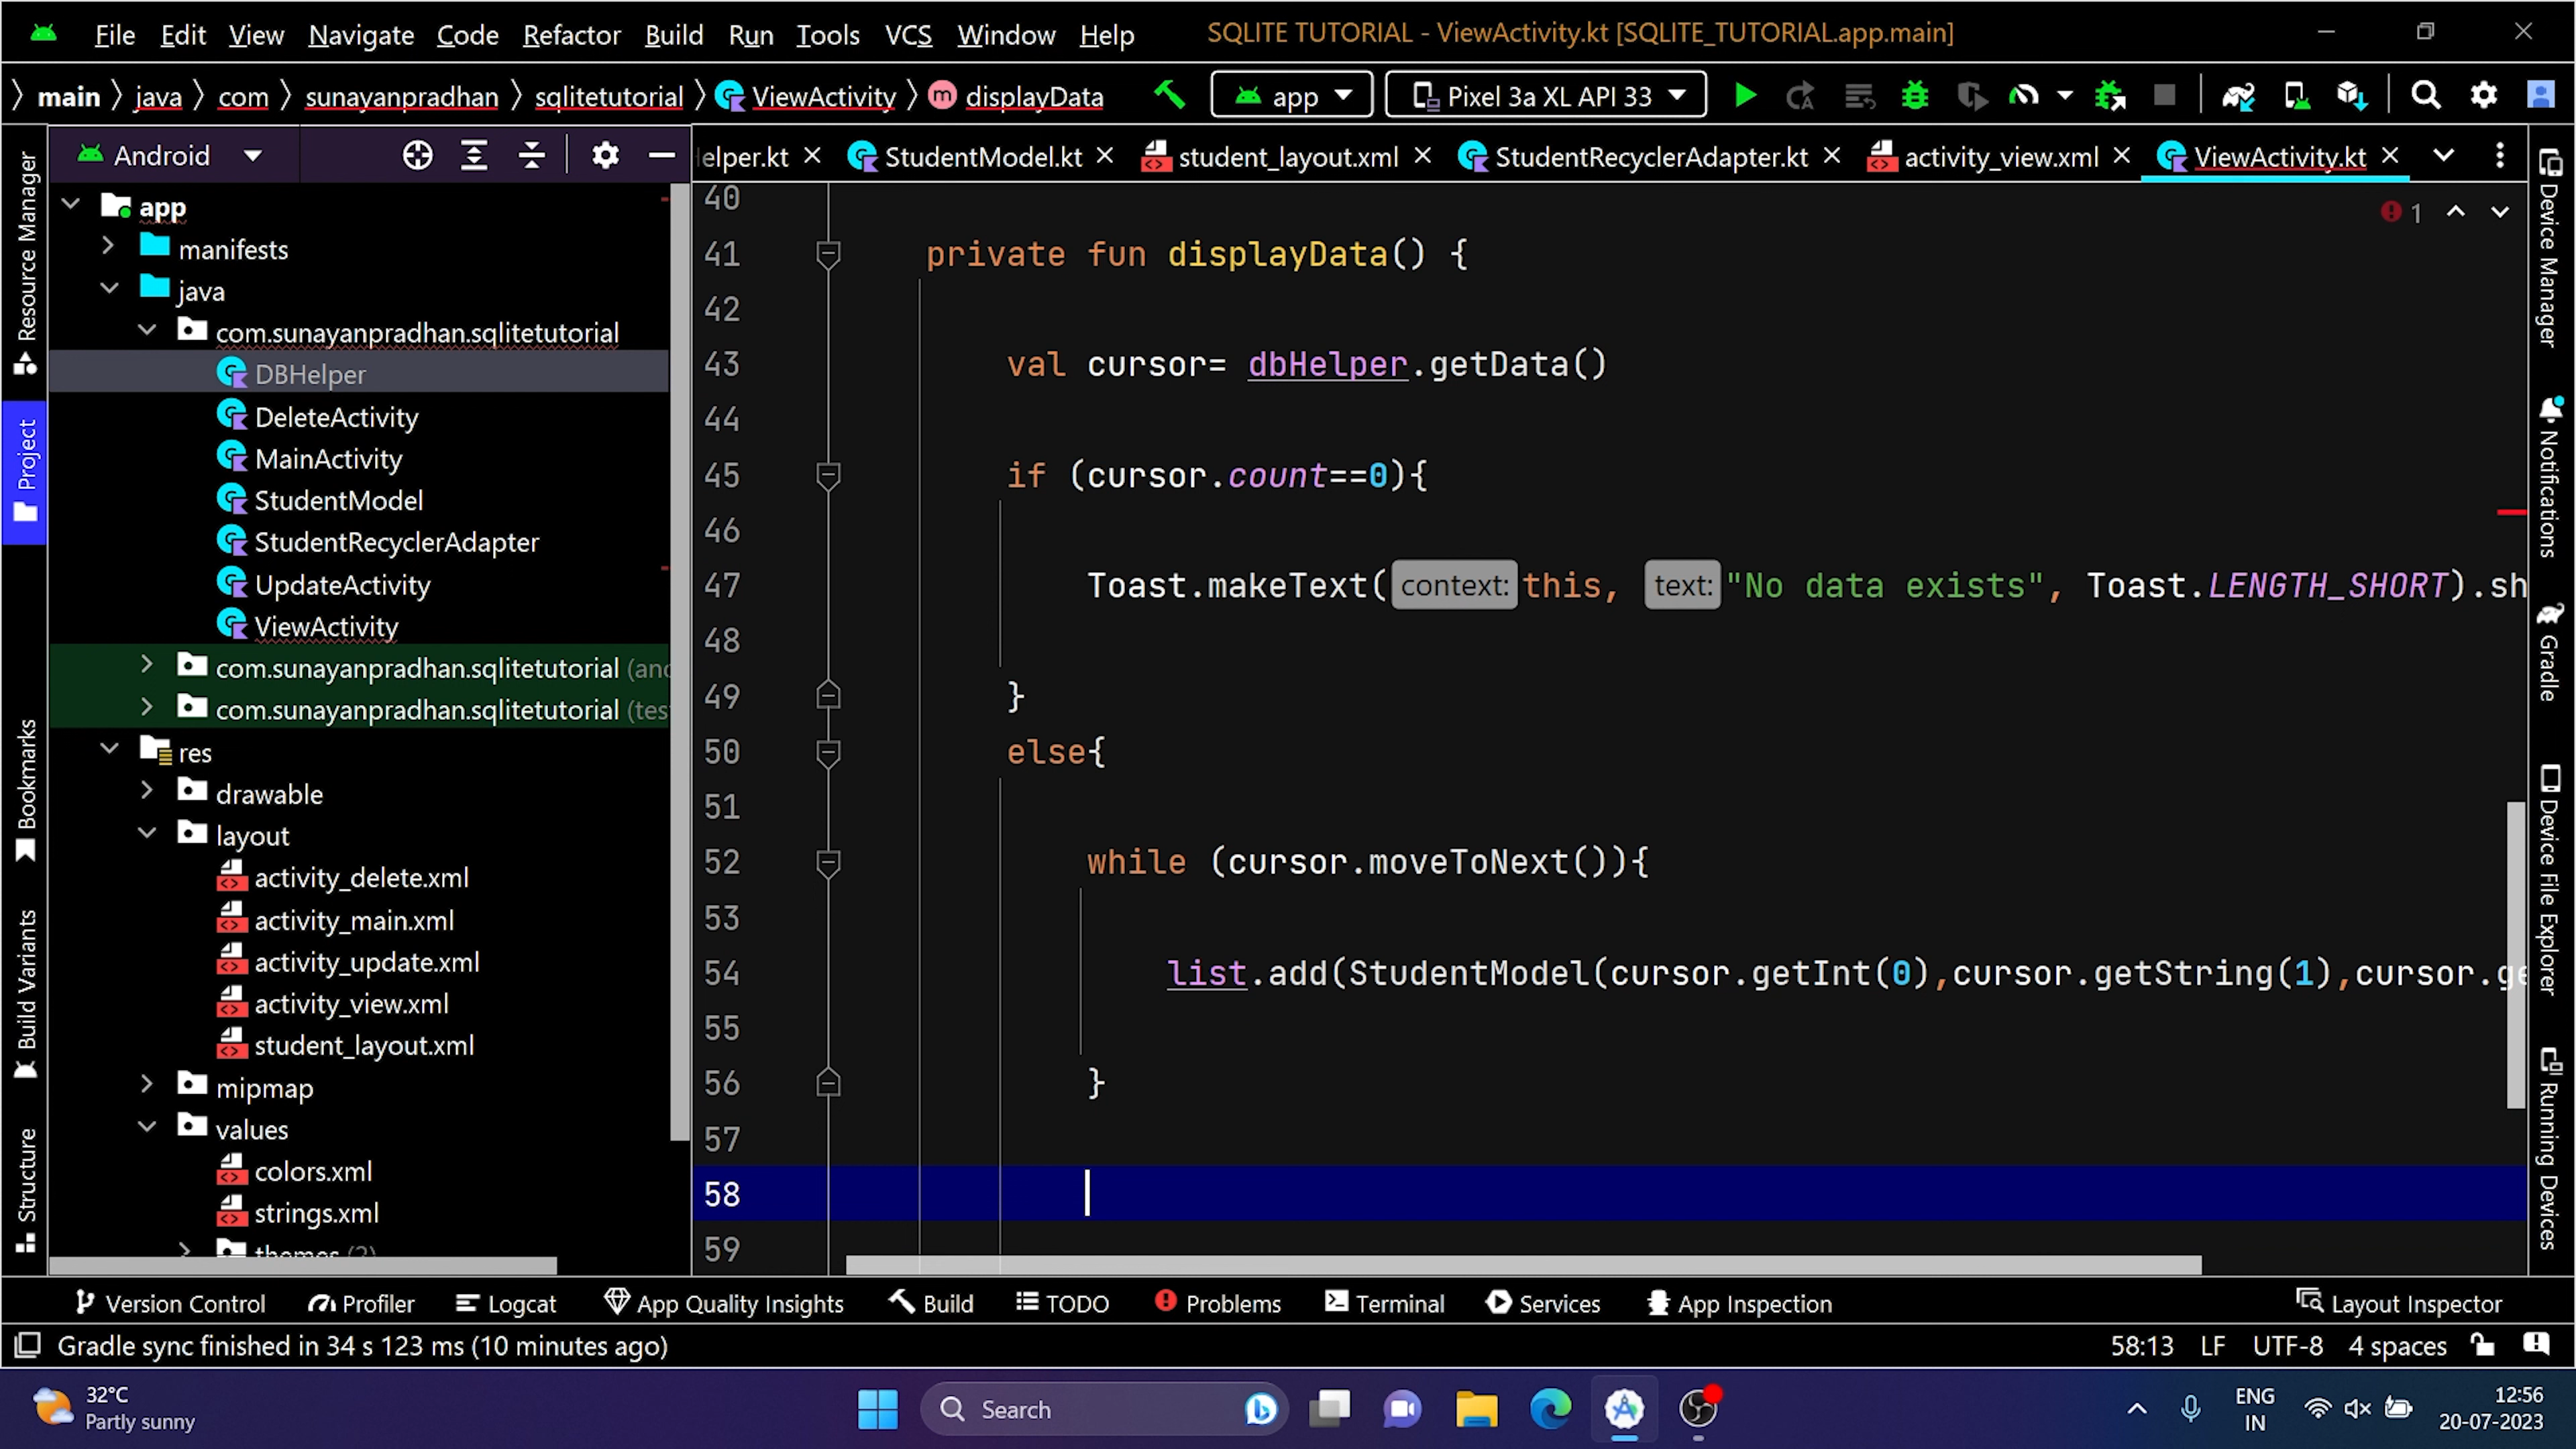 File Edit View Navigate Code Refactor Build Run Tools VCS Window Help SQLITE TUTORIAL - ViewActivity.kt [SQLITE_TUTORIAL.app.main]
main java com sunayanpradhan sqlitetutorial ViewActivity m displayData app Pixel 3a XL API 33
Android
elper.kt StudentModel.kt student_layout.xml StudentRecyclerAdapter.kt activity_view.xml ViewActivity.kt
Resource Manager
Project
Bookmarks
Build Variants
Structure
app
manifests
java
com.sunayanpradhan.sqlitetutorial
DBHelper
DeleteActivity
MainActivity
StudentModel
StudentRecyclerAdapter
UpdateActivity
ViewActivity
com.sunayanpradhan.sqlitetutorial (and
com.sunayanpradhan.sqlitetutorial (tes
res
drawable
layout
activity_delete.xml
activity_main.xml
activity_update.xml
activity_view.xml
student_layout.xml
mipmap
values
colors.xml
strings.xml
themes (2)
1
40
41 private fun displayData() {
42
43 val cursor= dbHelper.getData()
44
45 if (cursor.count==0){
46
47 Toast.makeText( context: this, text: "No data exists", Toast.LENGTH_SHORT).sh
48
49 }
50 else{
51
52 while (cursor.moveToNext()){
53
54 list.add(StudentModel(cursor.getInt(0),cursor.getString(1),cursor.ge
55
56 }
57
58
59
Device Manager
Notifications
Gradle
Device File Explorer
Running Devices
Version Control Profiler Logcat App Quality Insights Build TODO Problems Terminal Services App Inspection Layout Inspector
Gradle sync finished in 34 s 123 ms (10 minutes ago) 58:13 LF UTF-8 4 spaces
32°C
Partly sunny
Search
ENG
IN
12:56
20-07-2023